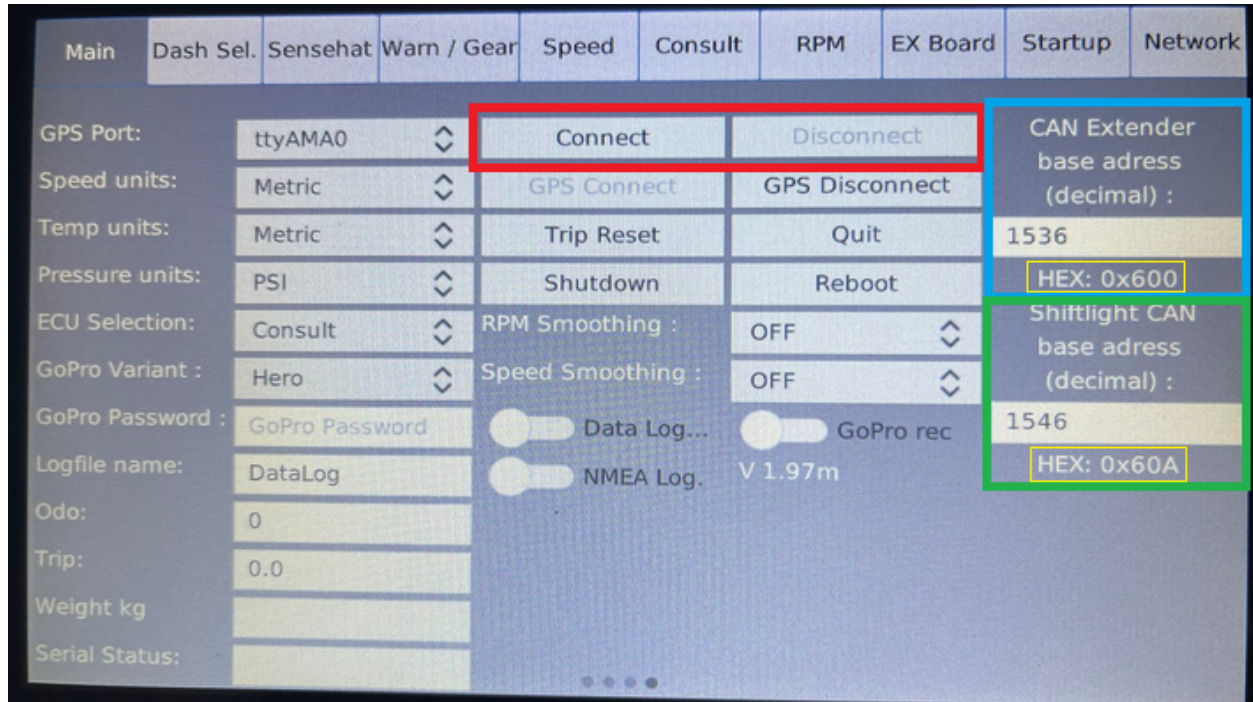 Main Dash Sel. Sensehat Warn / Gear Speed Consult RPM EX Board Startup Network
GPS Port: ttyAMA0 Connect Disconnect
CAN Extender
base adress
(decimal) :
1536
HEX: 0x600
Speed units: Metric GPS Connect GPS Disconnect
Temp units: Metric Trip Reset Quit
Pressure units: PSI Shutdown Reboot
ECU Selection: Consult RPM Smoothing : OFF
Shiftlight CAN
base adress
(decimal) :
1546
HEX: 0x60A
GoPro Variant : Hero Speed Smoothing : OFF
GoPro Password : GoPro Password Data Log... GoPro rec
Logfile name: DataLog NMEA Log. V 1.97m
Odo: 0
Trip: 0.0
Weight kg
Serial Status: